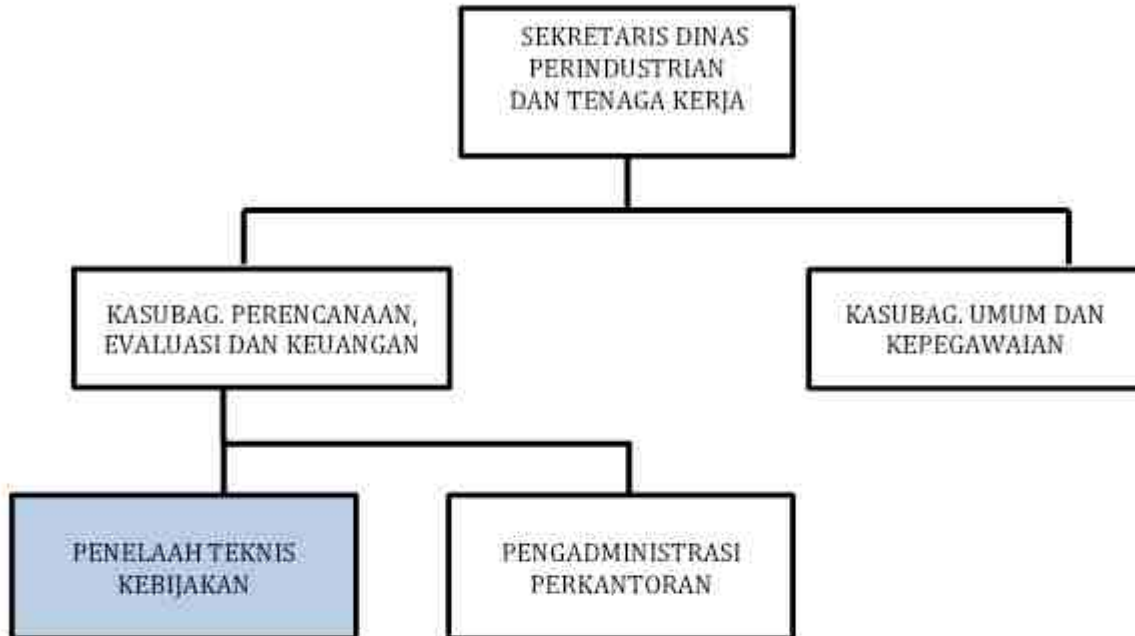 SEKRETARIS DINAS
PERINDUSTRIAN
DAN TENAGA KERJA
KASUBAG. PERENCANAAN,
EVALUASI DAN KEUANGAN
KASUBAG. UMUM DAN
KEPEGAWAIAN
PENELAAH TEKNIS
KEBIJAKAN
PENGADMINISTRASI
PERKANTORAN